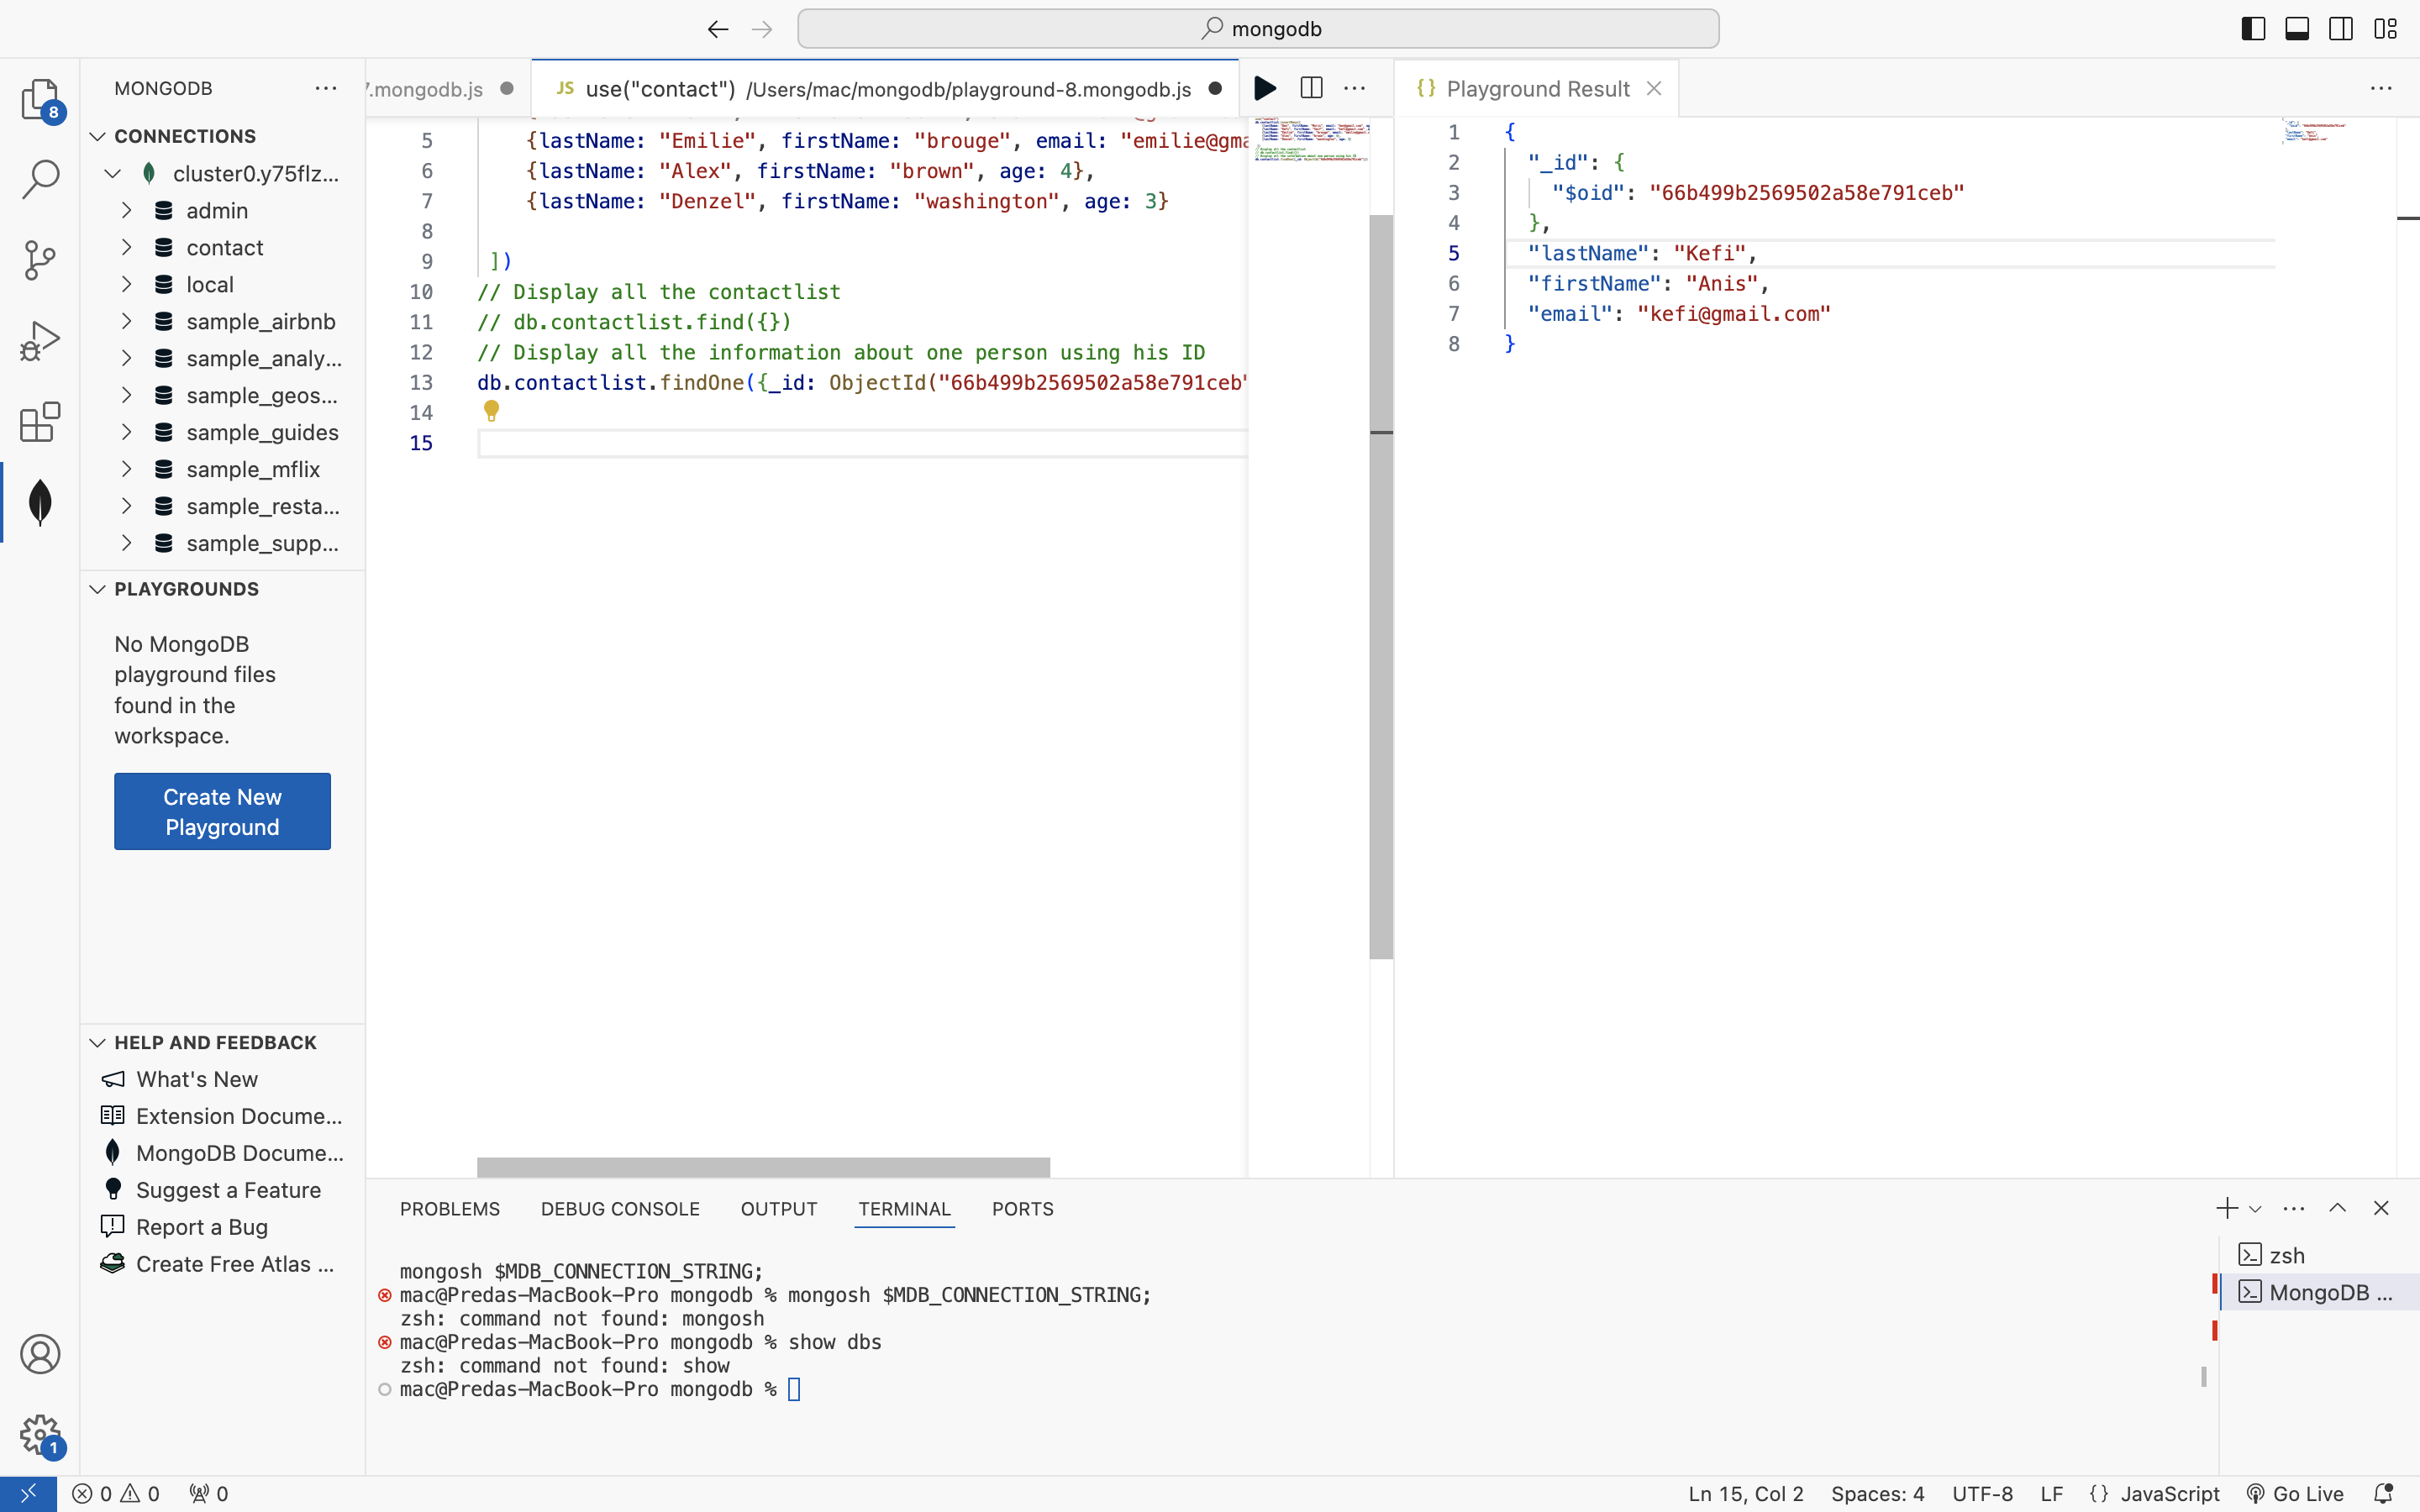 mongodb
8
MONGODB
CONNECTIONS
cluster0.y75flz...
admin
contact
local
sample_airbnb
sample_analy...
sample_geos...
sample_guides
sample_mflix
sample_resta...
sample_supp...
PLAYGROUNDS
No MongoDB
playground files
found in the
workspace.
Create New
Playground
HELP AND FEEDBACK
What's New
Extension Docume...
MongoDB Docume...
Suggest a Feature
Report a Bug
Create Free Atlas ...
1
7.mongodb.js
JS use("contact") /Users/mac/mongodb/playground-8.mongodb.js
5 {lastName: "Emilie", firstName: "brouge", email: "emilie@gma
6 {lastName: "Alex", firstName: "brown", age: 4},
7 {lastName: "Denzel", firstName: "washington", age: 3}
8
9 ])
10 // Display all the contactlist
11 // db.contactlist.find({})
12 // Display all the information about one person using his ID
13 db.contactlist.findOne({_id: ObjectId("66b499b2569502a58e791ceb"
14
15
{} Playground Result
1 {
2 "_id": {
3 "$oid": "66b499b2569502a58e791ceb"
4 },
5 "lastName": "Kefi",
6 "firstName": "Anis",
7 "email": "kefi@gmail.com"
8 }
PROBLEMS DEBUG CONSOLE OUTPUT TERMINAL PORTS
mongosh $MDB_CONNECTION_STRING;
mac@Predas-MacBook-Pro mongodb % mongosh $MDB_CONNECTION_STRING;
zsh: command not found: mongosh
mac@Predas-MacBook-Pro mongodb % show dbs
zsh: command not found: show
mac@Predas-MacBook-Pro mongodb %
zsh
MongoDB ...
0 0 0 Ln 15, Col 2 Spaces: 4 UTF-8 LF {} JavaScript Go Live